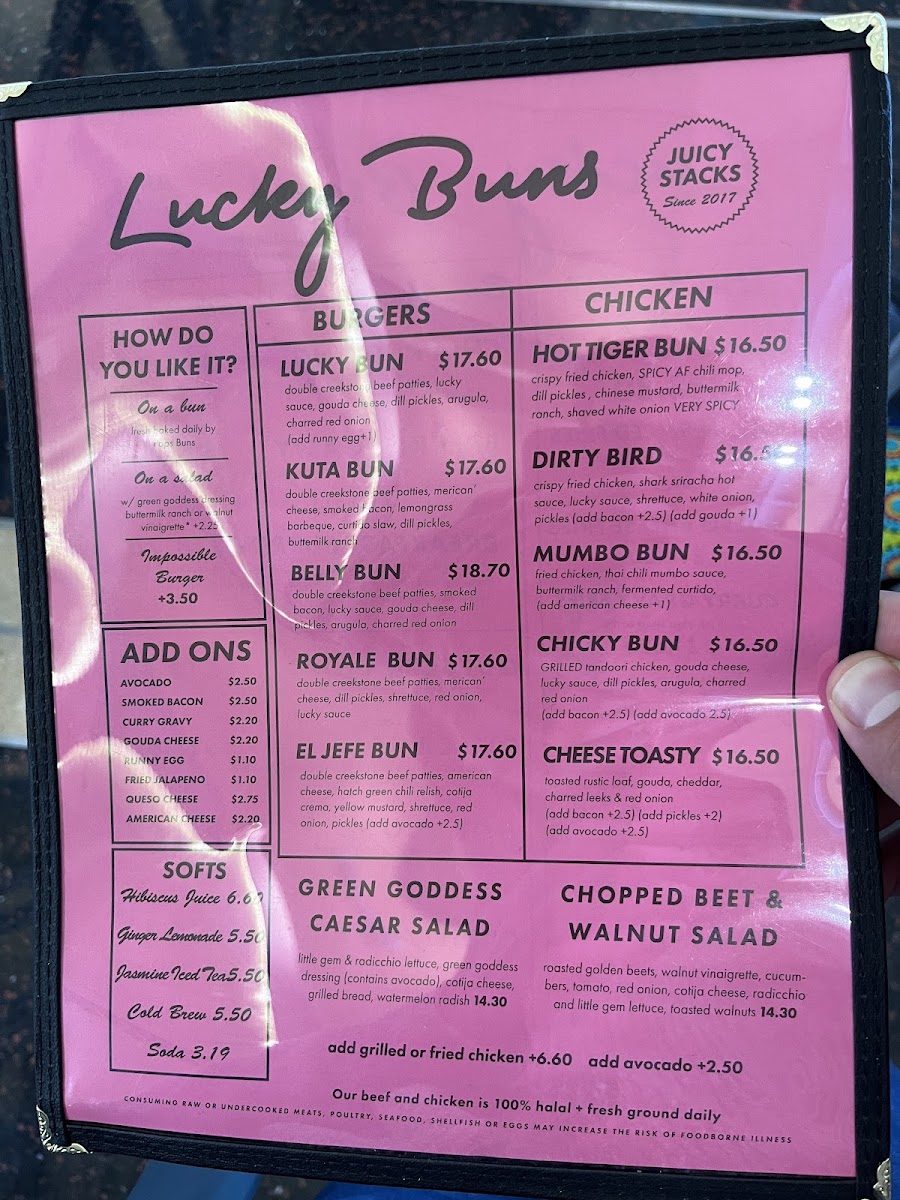 Lucky Buns
JUICY
STACKS
Since 2017
HOW DO
YOU LIKE IT?
On a bun
fresh baked daily by
Pops Buns
On a salad
w/ green goddess dressing
buttermilk ranch or walnut
vinaigrette* +2.25
Impossible
Burger
+3.50
ADD ONS
AVOCADO $2.50
SMOKED BACON $2.50
CURRY GRAVY $2.20
GOUDA CHEESE $2.20
RUNNY EGG $1.10
FRIED JALAPENO $1.10
QUESO CHEESE $2.75
AMERICAN CHEESE $2.20
SOFTS
Hibiscus Juice 6.60
Ginger Lemonade 5.50
Jasmine Iced Tea 5.50
Cold Brew 5.50
Soda 3.19
BURGERS
LUCKY BUN $17.60
double creekstone beef patties, lucky
sauce, gouda cheese, dill pickles, arugula,
charred red onion
(add runny egg+1)
KUTA BUN $17.60
double creekstone beef patties, merican'
cheese, smoked bacon, lemongrass
barbeque, curtido slaw, dill pickles,
buttemilk ranch
BELLY BUN $18.70
double creekstone beef patties, smoked
bacon, lucky sauce, gouda cheese, dill
pickles, arugula, charred red onion
ROYALE BUN $17.60
double creekstone beef patties, merican'
cheese, dill pickles, shrettuce, red onion,
lucky sauce
EL JEFE BUN $17.60
double creekstone beef patties, american
cheese, hatch green chili relish, cotija
crema, yellow mustard, shrettuce, red
onion, pickles (add avocado +2.5)
CHICKEN
HOT TIGER BUN $16.50
crispy fried chicken, SPICY AF chili mop,
dill pickles , chinese mustard, buttermilk
ranch, shaved white onion VERY SPICY
DIRTY BIRD
crispy fried chicken, shark sriracha hot
sauce, lucky sauce, shrettuce, white onion,
pickles (add bacon +2.5) (add gouda +1)
MUMBO BUN $16.50
fried chicken, thai chili mumbo sauce,
buttermilk ranch, fermented curtido,
(add american cheese +1)
CHICKY BUN $16.50
GRILLED tandoori chicken, gouda cheese,
lucky sauce, dill pickles, arugula, charred
red onion
(add bacon +2.5) (add avocado 2.5)
CHEESE TOASTY $16.50
toasted rustic loaf, gouda, cheddar,
charred leeks & red onion
(add bacon +2.5) (add pickles +2)
(add avocado +2.5)
GREEN GODDESS
CAESAR SALAD
little gem & radicchio lettuce, green goddess
dressing (contains avocado), cotija cheese,
grilled bread, watermelon radish 14.30
CHOPPED BEET &
WALNUT SALAD
roasted golden beets, walnut vinaigrette, cucum-
bers, tomato, red onion, cotija cheese, radicchio
and little gem lettuce, toasted walnuts 14.30
add grilled or fried chicken +6.60 add avocado +2.50
Our beef and chicken is 100% halal + fresh ground daily
CONSUMING RAW OR UNDERCOOKED MEATS, POULTRY, SEAFOOD, SHELLFISH OR EGGS MAY INCREASE THE RISK OF FOODBORNE ILLNESS